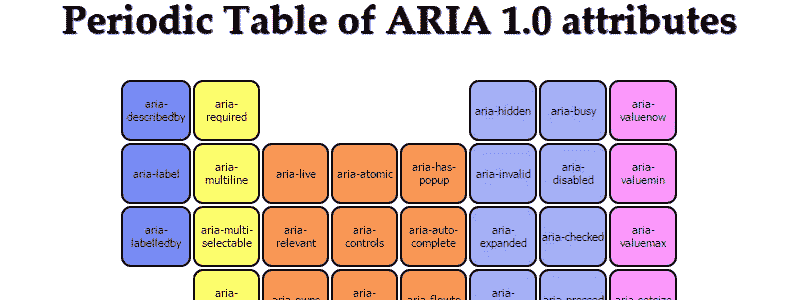 Periodic Table of ARIA 1.0 attributes
aria-describedby aria-required aria-hidden aria-busy aria-valuenow
aria-label aria-multiline aria-live aria-atomic aria-has-popup aria-invalid aria-disabled aria-valuemin
aria-labelledby aria-multi-selectable aria-relevant aria-controls aria-auto-complete aria-expanded aria-checked aria-valuemax
aria- aria-owns aria- aria-flowto aria- aria-pressed aria-setsize